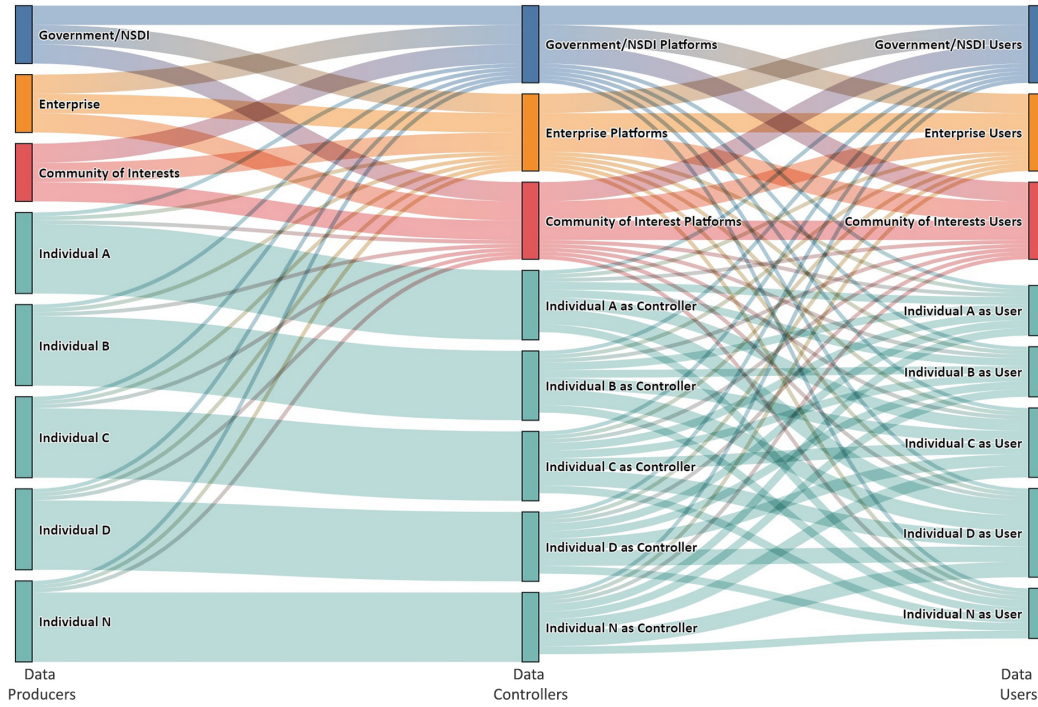 Government/NSDI
Enterprise
Community of Interests
Individual A
Individual B
Individual C
Individual D
Individual N
Government/NSDI Platforms
Enterprise Platforms
Community of Interest Platforms
Individual A as Controller
Individual B as Controller
Individual C as Controller
Individual D as Controller
Individual N as Controller
Government/NSDI Users
Enterprise Users
Community of Interests Users
Individual A as User
Individual B as User
Individual C as User
Individual D as User
Individual N as User
Data
Producers
Data
Controllers
Data
Users